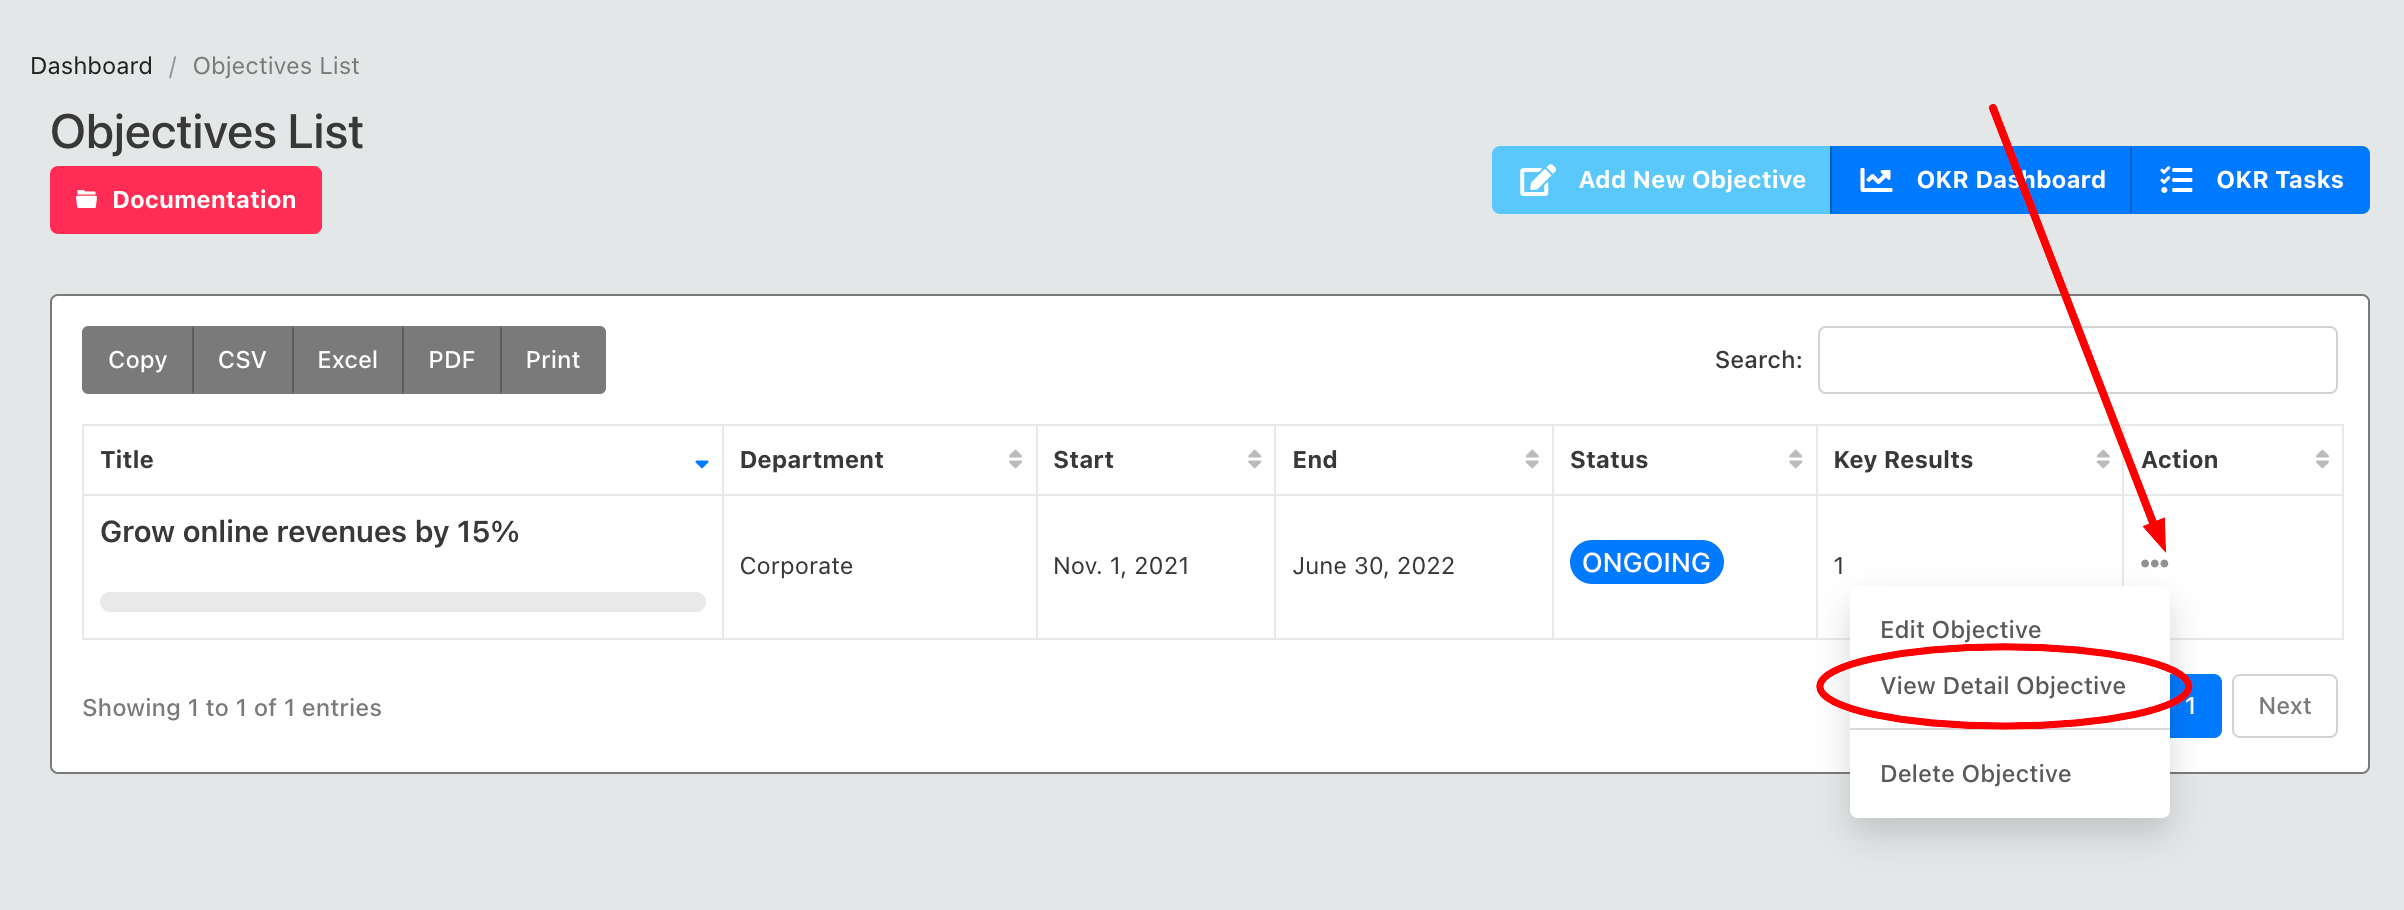 Dashboard / Objectives List
Objectives List
Documentation
Add New Objective OKR Dashboard OKR Tasks
Copy CSV Excel PDF Print Search:
Title Department Start End Status Key Results Action
Grow online revenues by 15%
Corporate Nov. 1, 2021 June 30, 2022 ONGOING 1
Edit Objective
View Detail Objective
Showing 1 to 1 of 1 entries 1 Next
Delete Objective